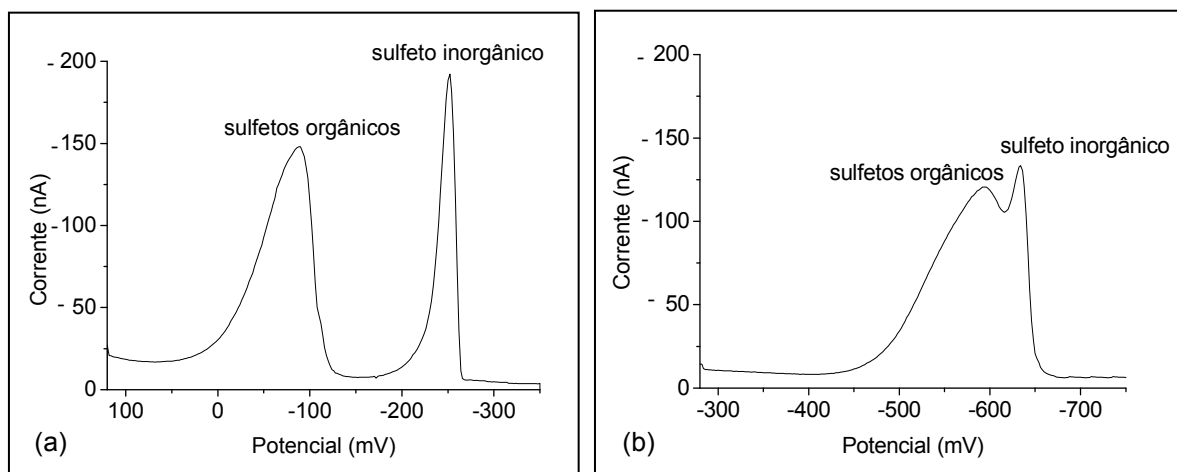 sulfeto inorgânico
sulfetos orgânicos
- 200
- 150
- 100
- 50
0
Corrente (nA)
100 0 -100 -200 -300
(a)
Potencial (mV)
sulfeto inorgânico
sulfetos orgânicos
- 200
- 150
- 100
- 50
0
Corrente (nA)
-300 -400 -500 -600 -700
(b)
Potencial (mV)